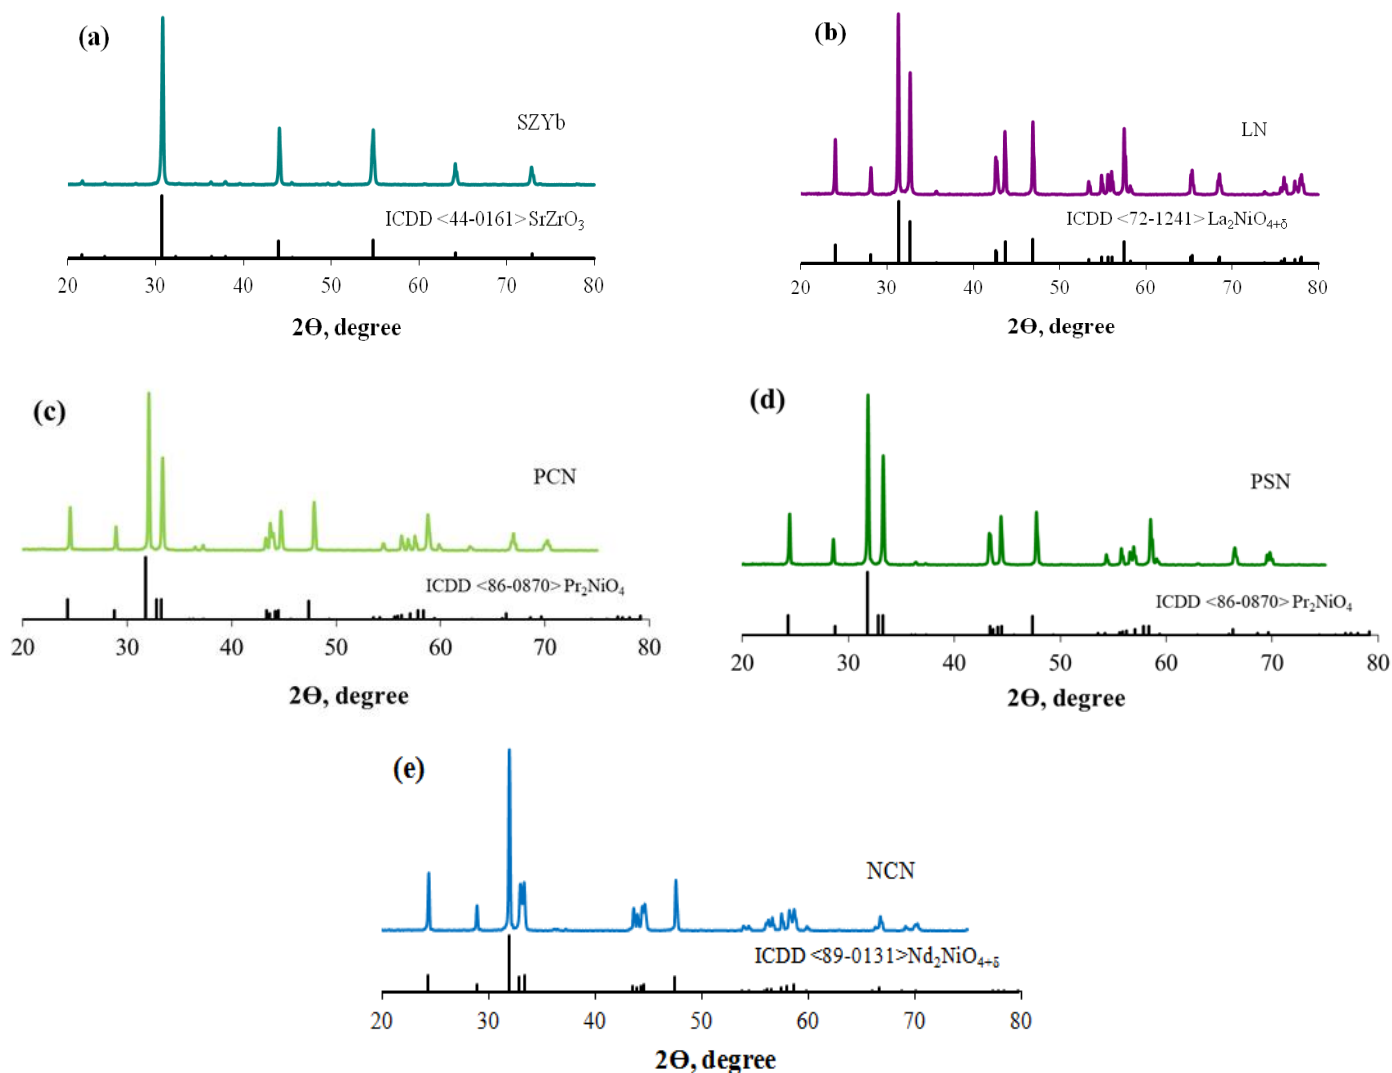 (a)
SZYb
ICDD <44-0161> SrZrO₃
20 30 40 50 60 70 80
2Θ, degree
(b)
LN
ICDD <72-1241> La₂NiO₄₊δ
20 30 40 50 60 70 80
2Θ, degree
(c)
PCN
ICDD <86-0870> Pr₂NiO₄
20 30 40 50 60 70 80
2Θ, degree
(d)
PSN
ICDD <86-0870> Pr₂NiO₄
20 30 40 50 60 70 80
2Θ, degree
(e)
NCN
ICDD <89-0131>Nd₂NiO₄₊δ
20 30 40 50 60 70 80
2Θ, degree